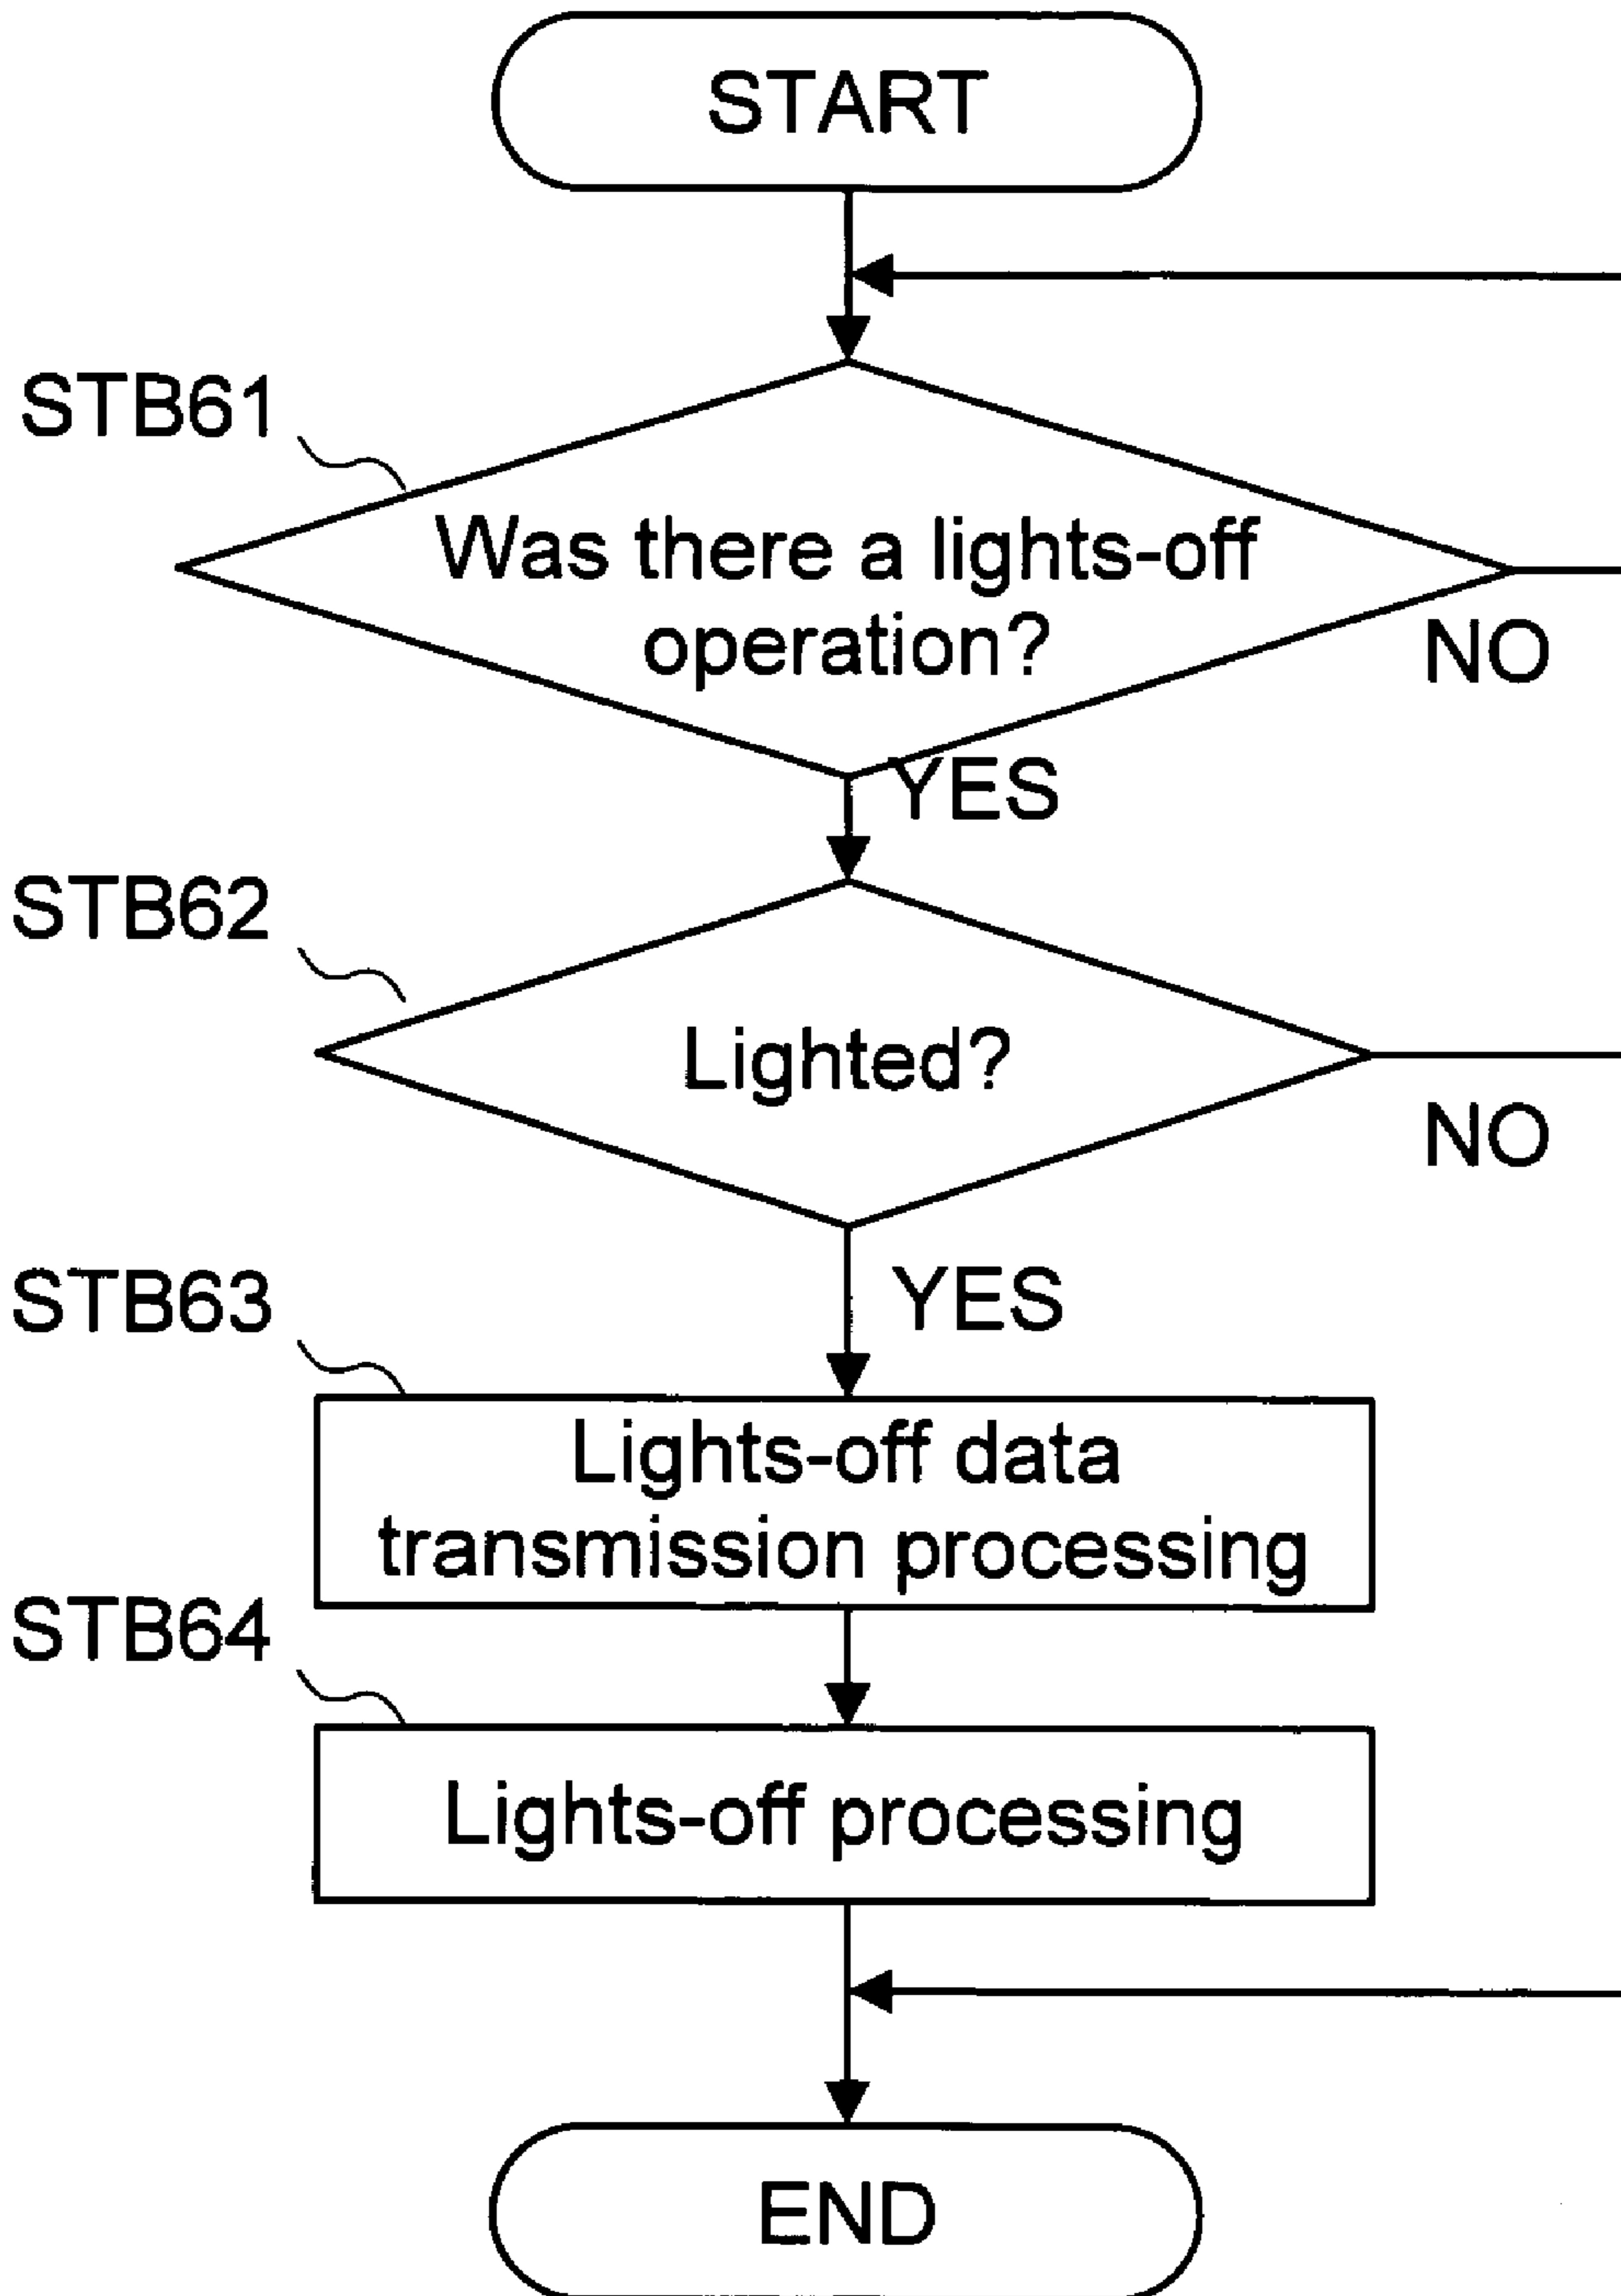 START
STB61
Was there a lights-off
operation?
NO
YES
STB62
Lighted?
NO
YES
STB63
Lights-off data
transmission processing
STB64
Lights-off processing
END